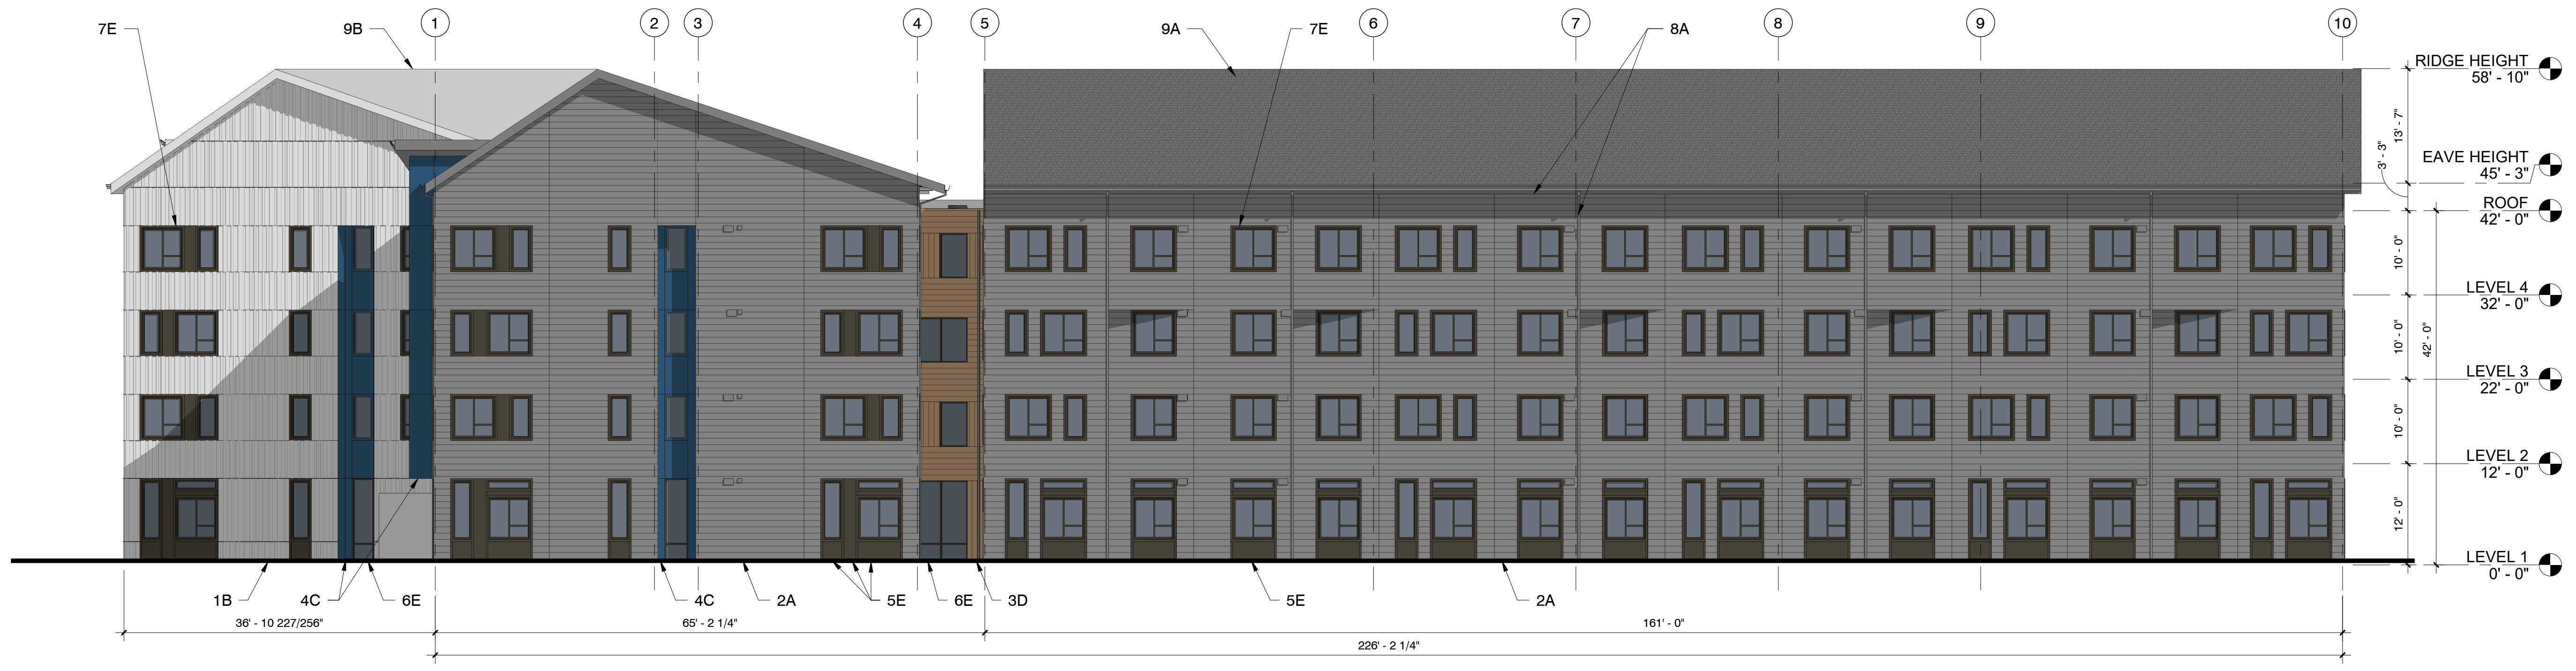 1
2
3
4
5
6
7
8
9
10
7E
9B
9A
7E
8A
RIDGE HEIGHT
58' - 10"
EAVE HEIGHT
45' - 3"
ROOF
42' - 0"
LEVEL 4
32' - 0"
LEVEL 3
22' - 0"
LEVEL 2
12' - 0"
LEVEL 1
0' - 0"
13' - 7"
3' - 3"
10' - 0"
10' - 0"
10' - 0"
12' - 0"
42' - 0"
1B
4C
6E
4C
2A
5E
6E
3D
5E
2A
36' - 10 227/256"
65' - 2 1/4"
161' - 0"
226' - 2 1/4"